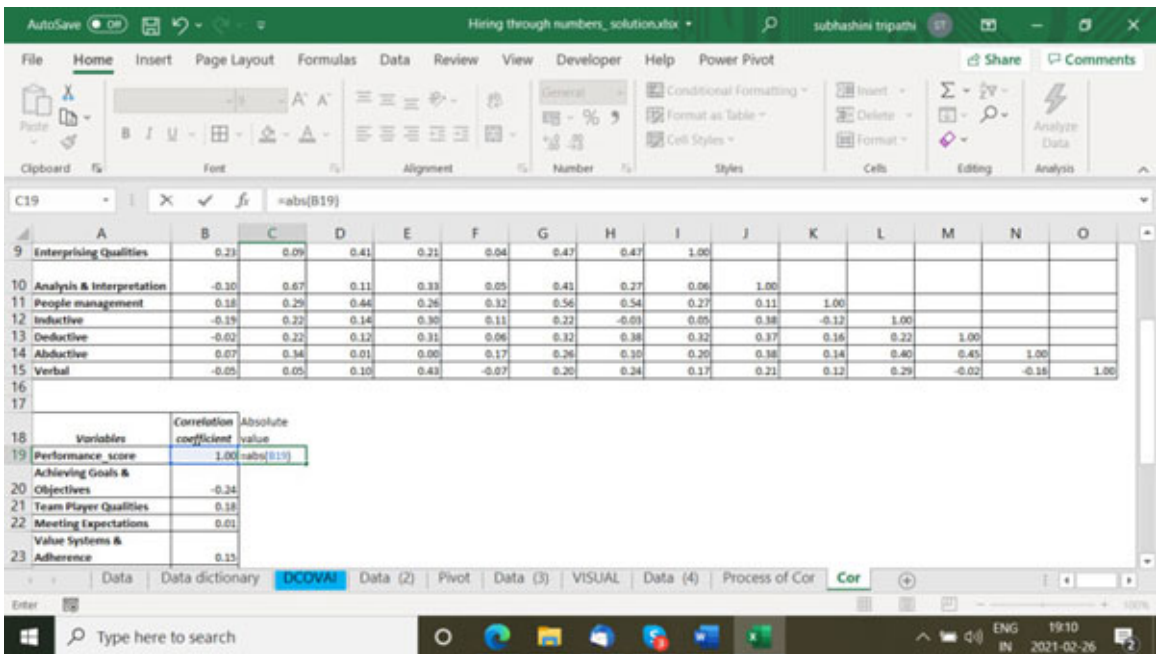 AutoSave Off Hiring through numbers_ solution.xlsx subhashini tripathi ST
File Home Insert Page Layout Formulas Data Review View Developer Help Power Pivot Share Comments
Paste B I U 9 A A General % Conditional Formatting Format as Table Cell Styles Insert Delete Format Analyze Data
Clipboard Font Alignment Number Styles Cells Editing Analysis
C19 fx =abs(B19)
A B C D E F G H I J K L M N O
9 Enterprising Qualities 0.23 0.09 0.41 0.21 0.04 0.47 0.47 1.00
10 Analysis & Interpretation -0.10 0.67 0.11 0.33 0.05 0.41 0.27 0.06 1.00
11 People management 0.18 0.29 0.44 0.26 0.32 0.56 0.54 0.27 0.11 1.00
12 Inductive -0.19 0.22 0.14 0.30 0.11 0.22 -0.03 0.05 0.38 -0.12 1.00
13 Deductive -0.02 0.22 0.12 0.31 0.06 0.32 0.38 0.32 0.37 0.16 0.22 1.00
14 Abductive 0.07 0.34 0.01 0.00 0.17 0.26 0.10 0.20 0.38 0.14 0.40 0.45 1.00
15 Verbal -0.05 0.05 0.10 0.43 -0.07 0.20 0.24 0.17 0.21 0.12 0.29 -0.02 -0.16 1.00
16
17
18 Variables Correlation coefficient Absolute value
19 Performance_score 1.00 =abs(B19)
20 Achieving Goals & Objectives -0.24
21 Team Player Qualities 0.18
22 Meeting Expectations 0.01
23 Value Systems & Adherence 0.15
Data Data dictionary DCOVAI Data (2) Pivot Data (3) VISUAL Data (4) Process of Cor Cor
Enter 100%
Type here to search ENG IN 19:10 2021-02-26